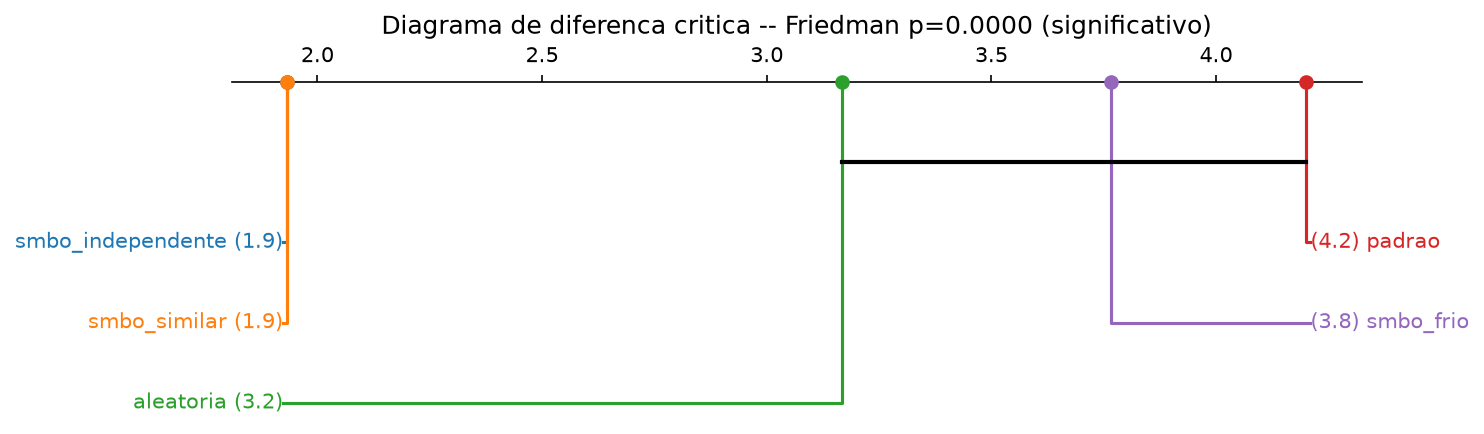 Diagrama de diferenca critica -- Friedman p=0.0000 (significativo)
2.0 2.5 3.0 3.5 4.0
smbo_independente (1.9)
(4.2) padrao
smbo_similar (1.9)
(3.8) smbo_frio
aleatoria (3.2)